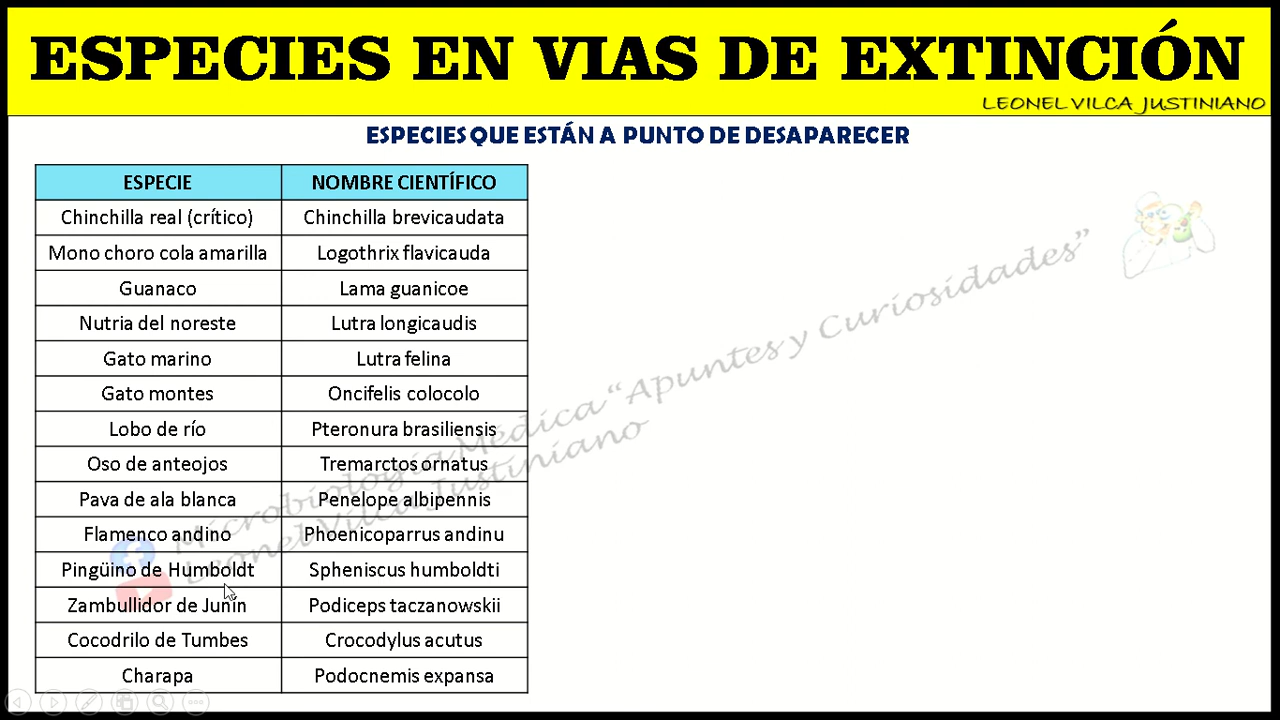 ESPECIES EN VIAS DE EXTINCIÓN
LEONEL VILCA JUSTINIANO
ESPECIES QUE ESTÁN A PUNTO DE DESAPARECER
ESPECIE NOMBRE CIENTÍFICO
Chinchilla real (crítico) Chinchilla brevicaudata
Mono choro cola amarilla Logothrix flavicauda
Guanaco Lama guanicoe
Nutria del noreste Lutra longicaudis
Gato marino Lutra felina
Gato montes Oncifelis colocolo
Lobo de río Pteronura brasiliensis
Oso de anteojos Tremarctos ornatus
Pava de ala blanca Penelope albipennis
Flamenco andino Phoenicoparrus andinu
Pingüino de Humboldt Spheniscus humboldti
Zambullidor de Junín Podiceps taczanowskii
Cocodrilo de Tumbes Crocodylus acutus
Charapa Podocnemis expansa
Microbiología Médica “Apuntes y Curiosidades”
Leonel Vilca Justiniano